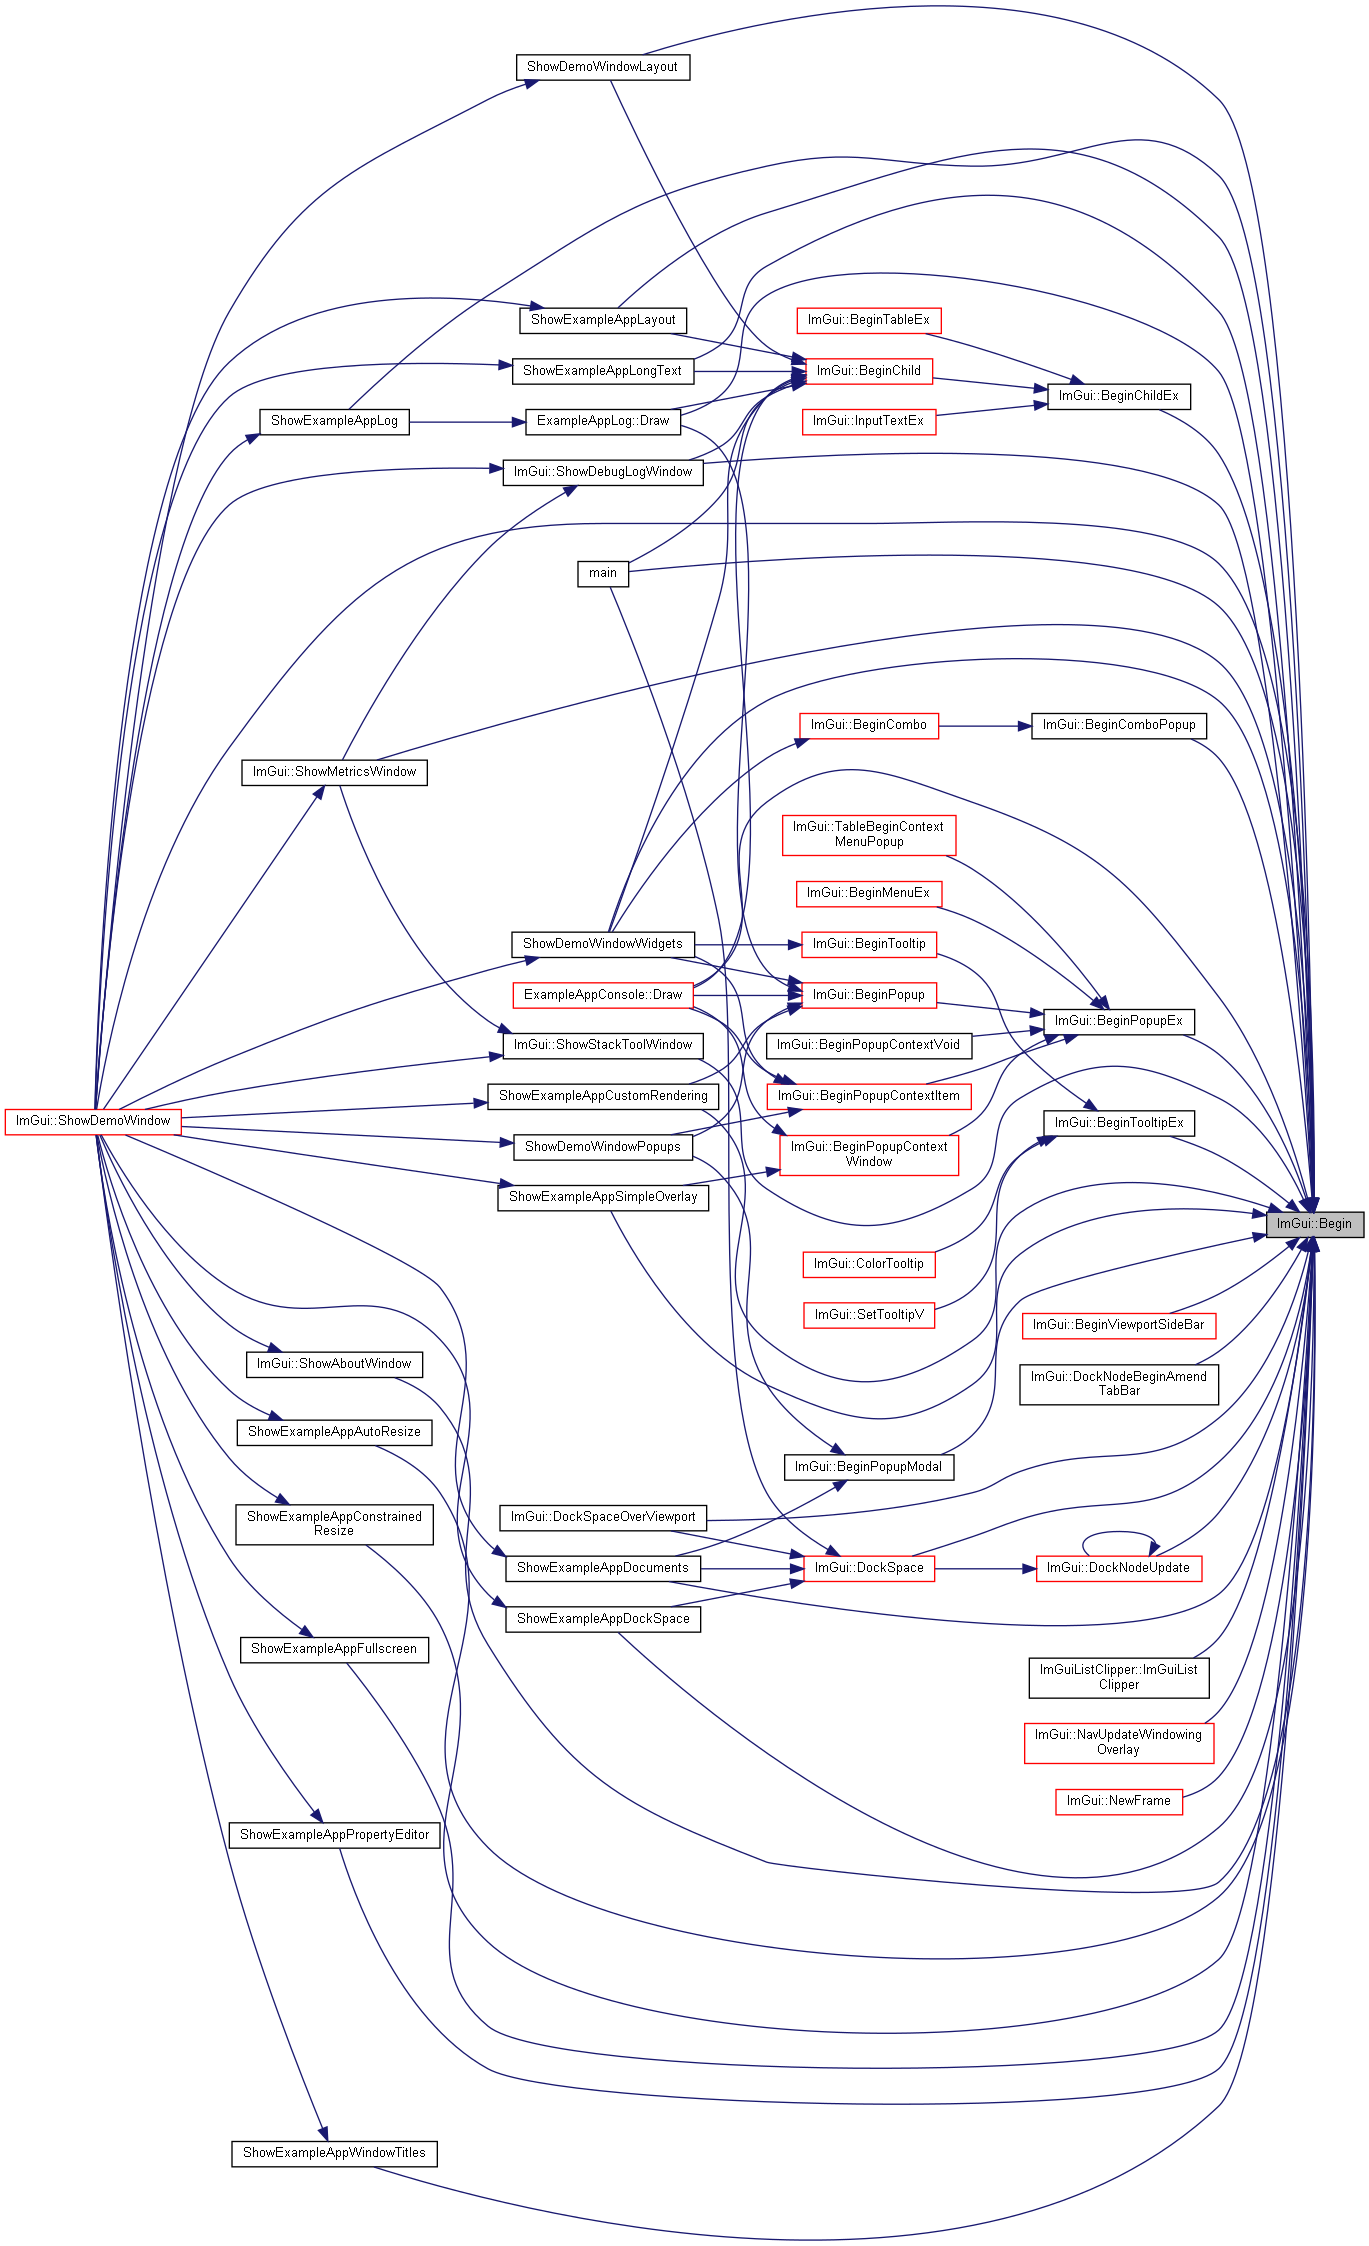 ShowDemoWindowLayout
ShowExampleAppLayout
ImGui::BeginTableEx
ShowExampleAppLongText
ImGui::BeginChild
ImGui::BeginChildEx
ShowExampleAppLog
ExampleAppLog::Draw
ImGui::InputTextEx
ImGui::ShowDebugLogWindow
main
ImGui::BeginCombo
ImGui::BeginComboPopup
ImGui::ShowMetricsWindow
ImGui::TableBeginContext
MenuPopup
ImGui::BeginMenuEx
ShowDemoWindowWidgets
ImGui::BeginTooltip
ExampleAppConsole::Draw
ImGui::BeginPopup
ImGui::BeginPopupEx
ImGui::ShowStackToolWindow
ImGui::BeginPopupContextVoid
ShowExampleAppCustomRendering
ImGui::BeginPopupContextItem
ImGui::ShowDemoWindow
ImGui::BeginTooltipEx
ShowDemoWindowPopups
ImGui::BeginPopupContext
Window
ShowExampleAppSimpleOverlay
ImGui::Begin
ImGui::ColorTooltip
ImGui::SetTooltipV
ImGui::BeginViewportSideBar
ImGui::ShowAboutWindow
ImGui::DockNodeBeginAmend
TabBar
ShowExampleAppAutoResize
ImGui::BeginPopupModal
ShowExampleAppConstrained
Resize
ImGui::DockSpaceOverViewport
ShowExampleAppDocuments
ImGui::DockSpace
ImGui::DockNodeUpdate
ShowExampleAppDockSpace
ShowExampleAppFullscreen
ImGuiListClipper::ImGuiList
Clipper
ImGui::NavUpdateWindowing
Overlay
ImGui::NewFrame
ShowExampleAppPropertyEditor
ShowExampleAppWindowTitles